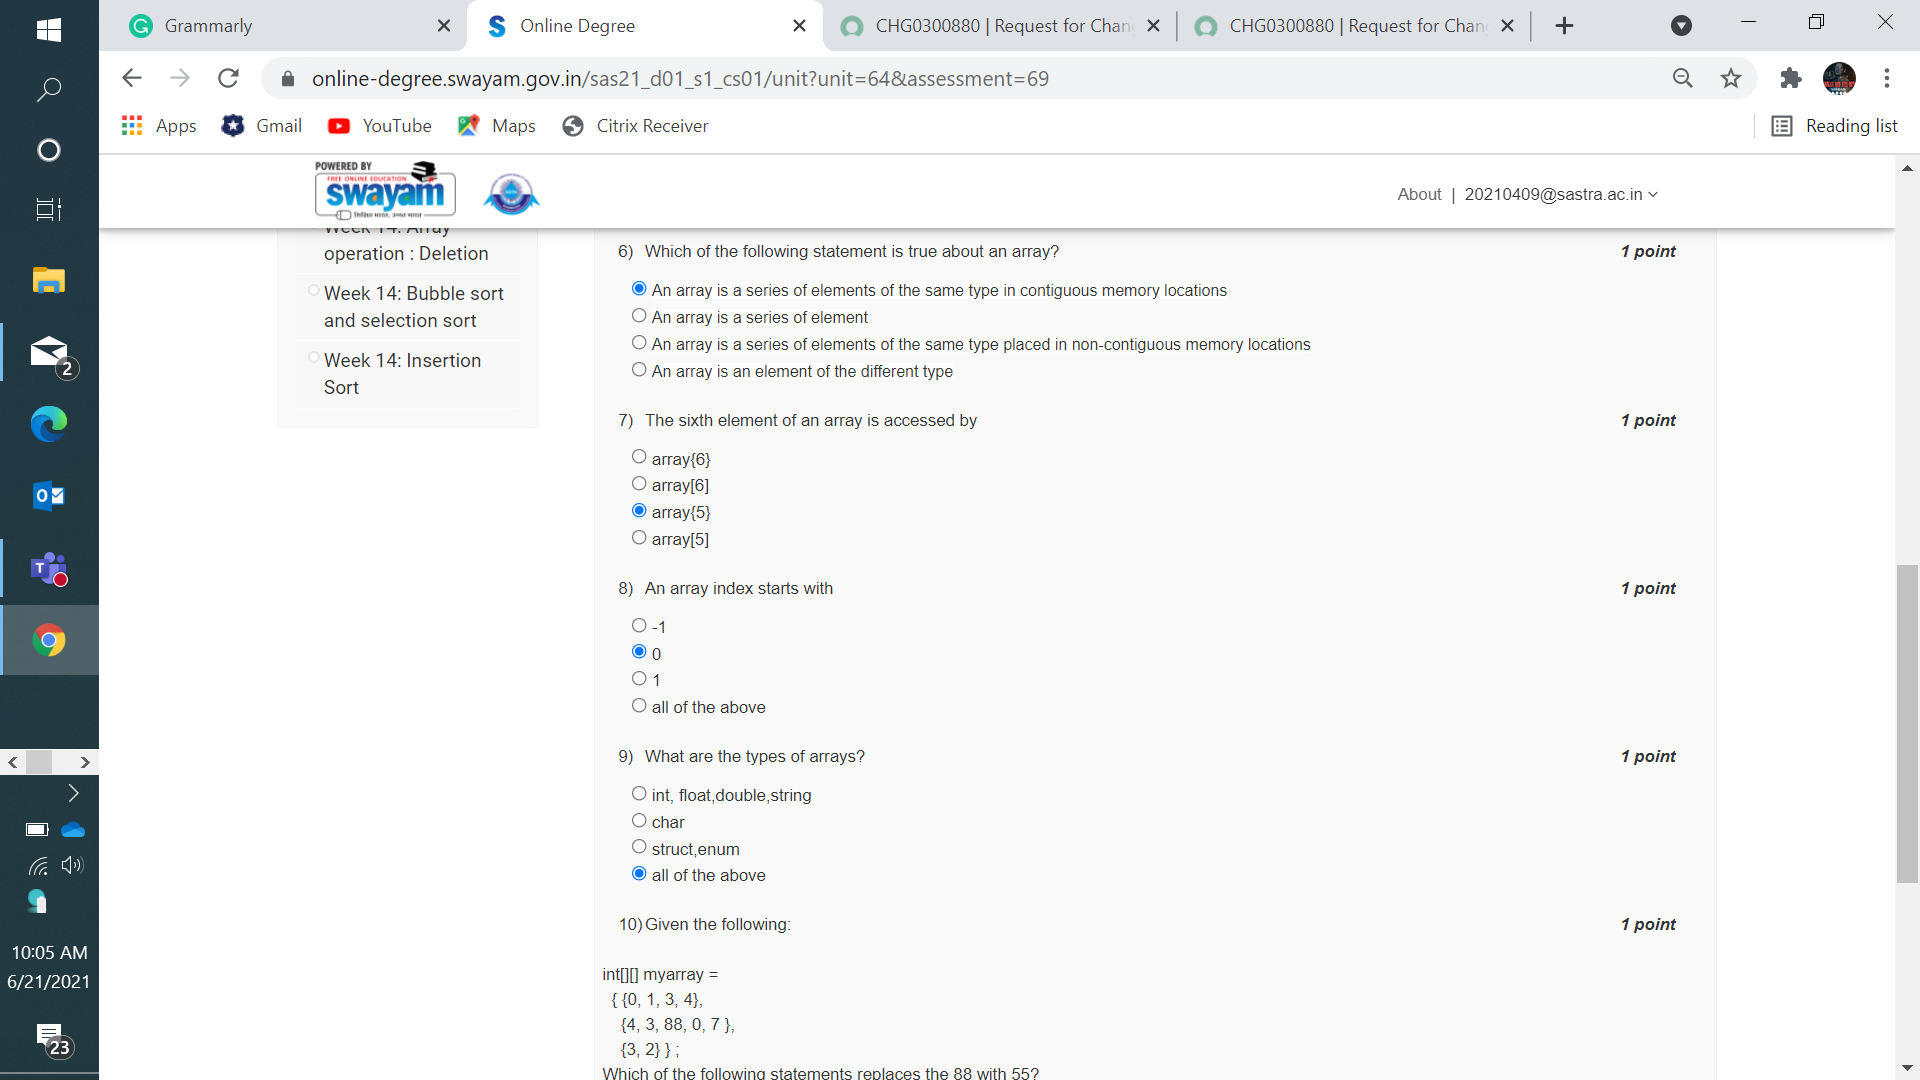 Grammarly
Online Degree
CHG0300880 | Request for Chan
CHG0300880 | Request for Chan
online-degree.swayam.gov.in/sas21_d01_s1_cs01/unit?unit=64&assessment=69
Apps
Gmail
YouTube
Maps
Citrix Receiver
Reading list
POWERED BY
FREE ONLINE EDUCATION
swayam
शिक्षित भारत, उन्नत भारत
About | 20210409@sastra.ac.in
Week 14: Array
operation : Deletion
Week 14: Bubble sort
and selection sort
Week 14: Insertion
Sort
6) Which of the following statement is true about an array? 1 point
An array is a series of elements of the same type in contiguous memory locations
An array is a series of element
An array is a series of elements of the same type placed in non-contiguous memory locations
An array is an element of the different type
7) The sixth element of an array is accessed by 1 point
array{6}
array[6]
array{5}
array[5]
8) An array index starts with 1 point
-1
0
1
all of the above
9) What are the types of arrays? 1 point
int, float,double,string
char
struct,enum
all of the above
10) Given the following: 1 point
int[][] myarray =
{ {0, 1, 3, 4},
{4, 3, 88, 0, 7 },
{3, 2} } ;
Which of the following statements replaces the 88 with 55?
2
10:05 AM
6/21/2021
23